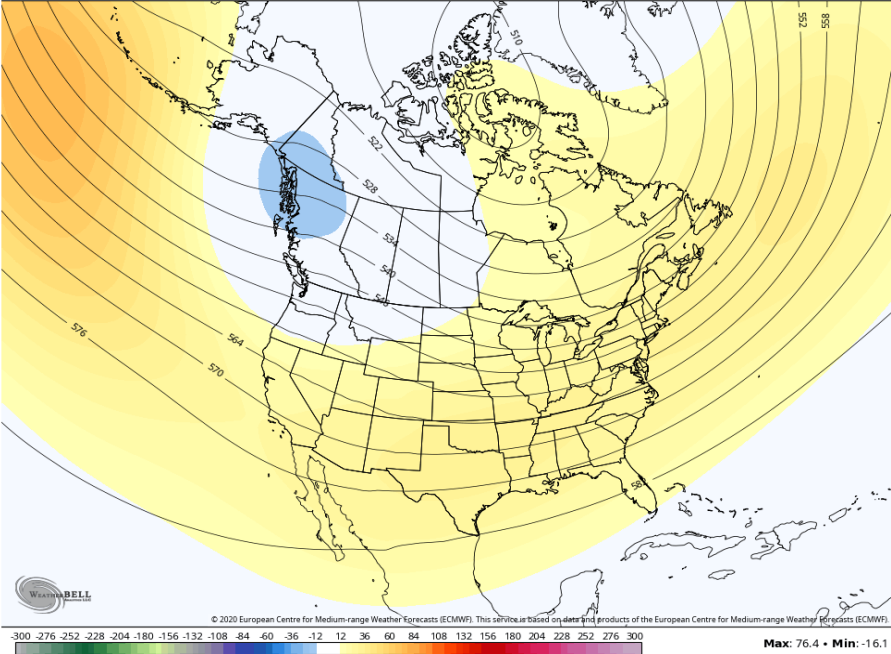 510
552
558
522
528
534
540
546
576
564
570
WEATHERBELL
© 2020 European Centre for Medium-range Weather Forecasts (ECMWF). This service is based on data and products of the European Centre for Medium-range Weather Forecasts (ECMWF).
-300 -276 -252 -228 -204 -180 -156 -132 -108 -84 -60 -36 -12 12 36 60 84 108 132 156 180 204 228 252 276 300
Max: 76.4 • Min: -16.1